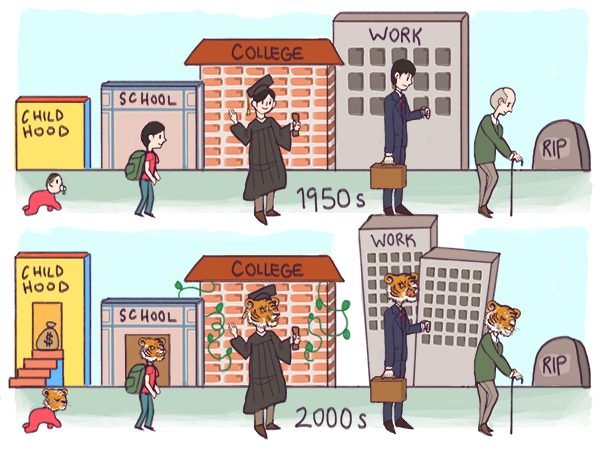 CHILD
HOOD
SCHOOL
COLLEGE
WORK
RIP
1950s
CHILD
HOOD
$
SCHOOL
COLLEGE
WORK
RIP
2000s